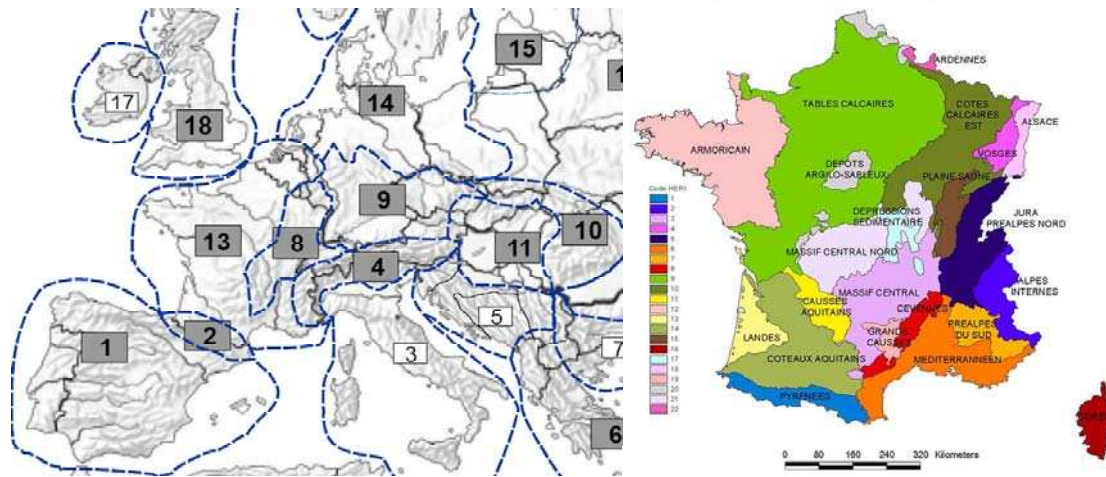 15
1
17
18
14
9
10
13
8
11
4
5
1
2
3
7
6
ARDENNES
TABLES CALCAIRES
COTES
CALCAIRES
EST
ALSACE
ARMORICAIN
VOSGES
DEPOTS
ARGILO-SABLEUX
PLAINE-SAONE
Code HER1
1
2
3
4
5
6
7
8
9
10
11
12
13
14
15
16
17
18
19
20
21
22
DEPRESSIONS
SEDIMENTAIRE
JURA
PREALPES NORD
MASSIF CENTRAL NORD
ALPES
INTERNES
MASSIF CENTRAL
CAUSSES
AQUITAINS
CEVENNES
PREALPES
DU SUD
LANDES
GRANDS
CAUSSES
COTEAUX AQUITAINS
MEDITERRANNEEN
PYRENEES
0 80 160 240 320 Kilometers